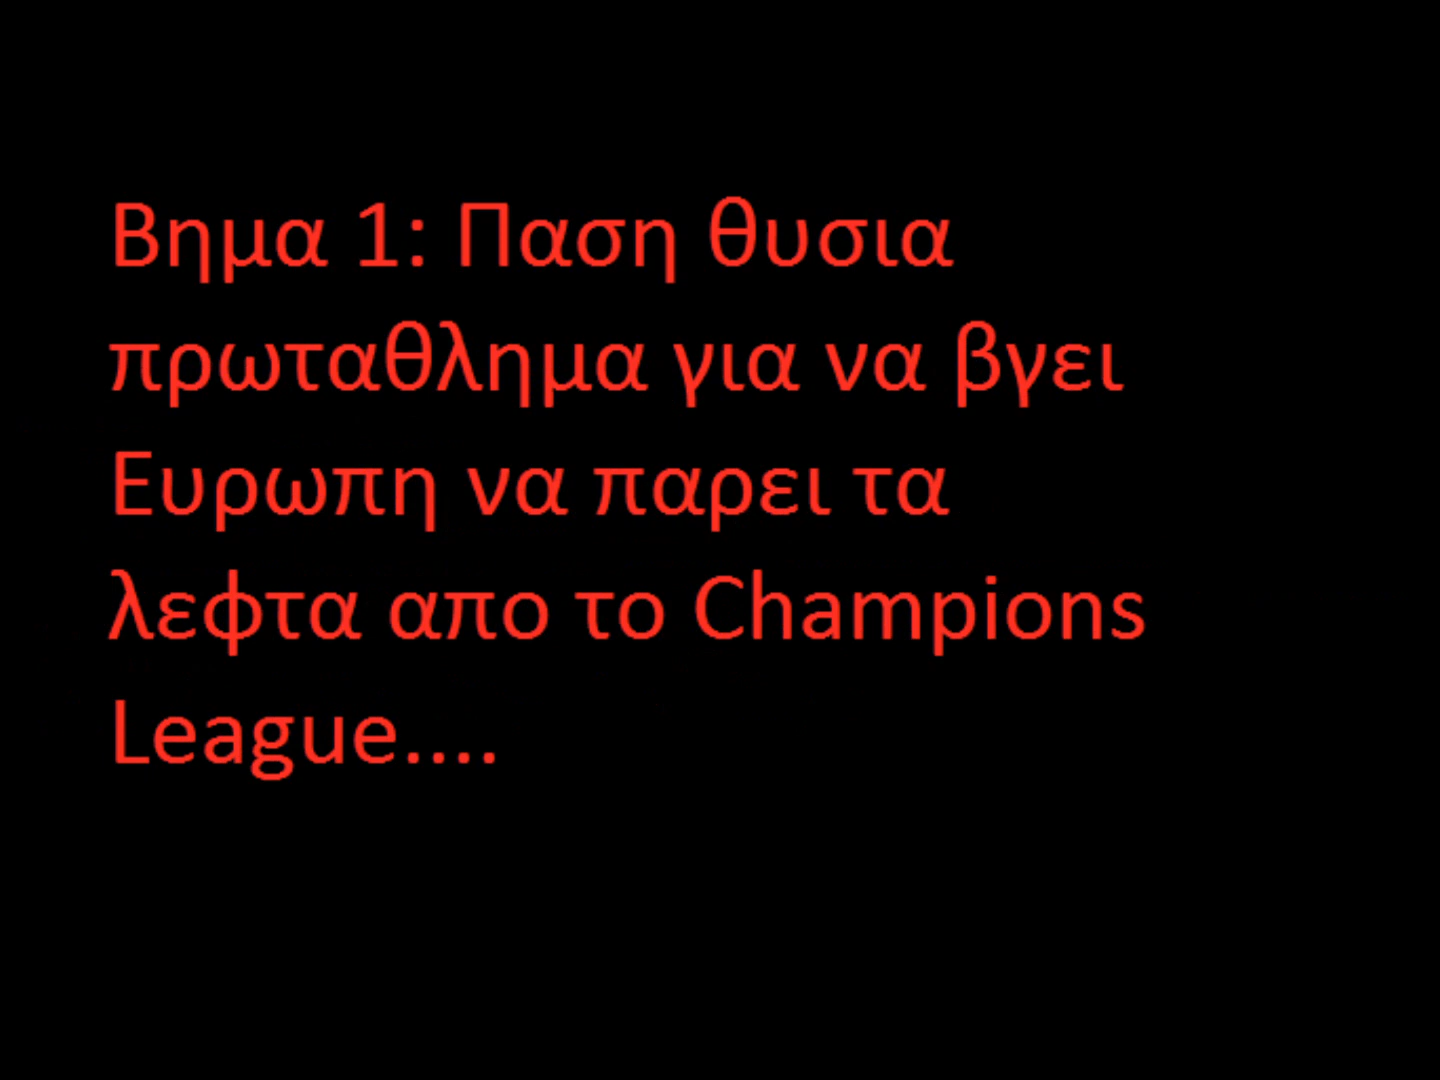 Βημα 1: Παση θυσια
πρωταθλημα για να βγει
Ευρωπη να παρει τα
λεφτα απο το Champions
League....